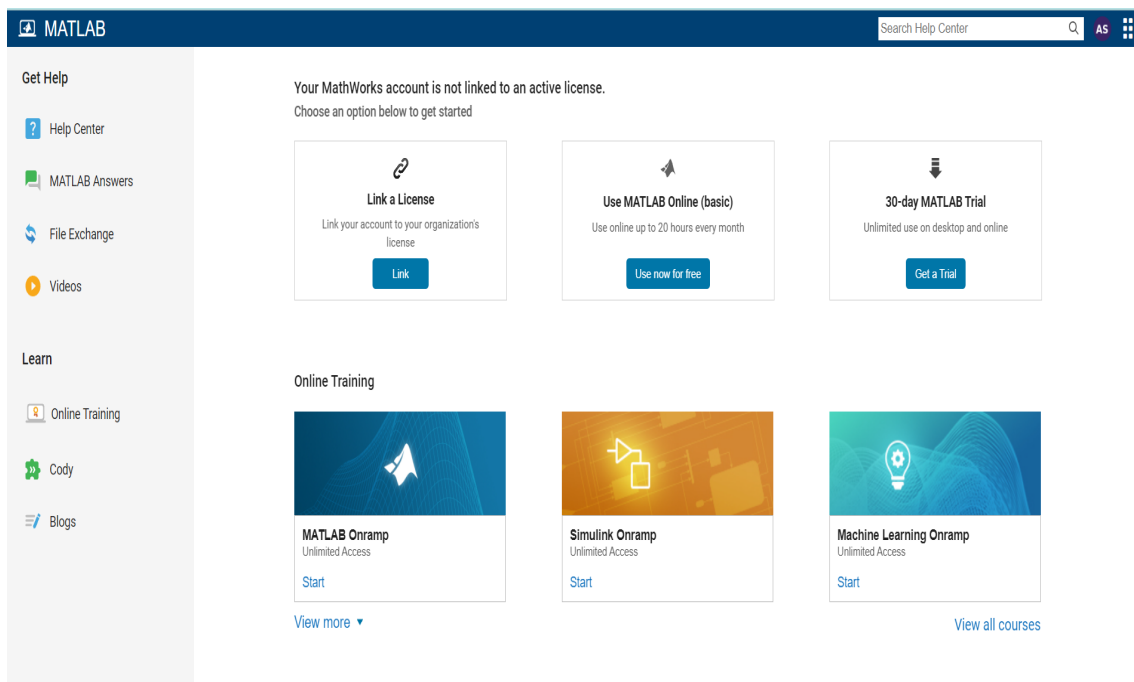 MATLAB
Search Help Center
AS
Get Help
? Help Center
MATLAB Answers
File Exchange
Videos
Learn
Online Training
Cody
Blogs
Your MathWorks account is not linked to an active license.
Choose an option below to get started
Link a License
Link your account to your organization's
license
Link
Use MATLAB Online (basic)
Use online up to 20 hours every month
Use now for free
30-day MATLAB Trial
Unlimited use on desktop and online
Get a Trial
Online Training
MATLAB Onramp
Unlimited Access
Start
Simulink Onramp
Unlimited Access
Start
Machine Learning Onramp
Unlimited Access
Start
View more
View all courses